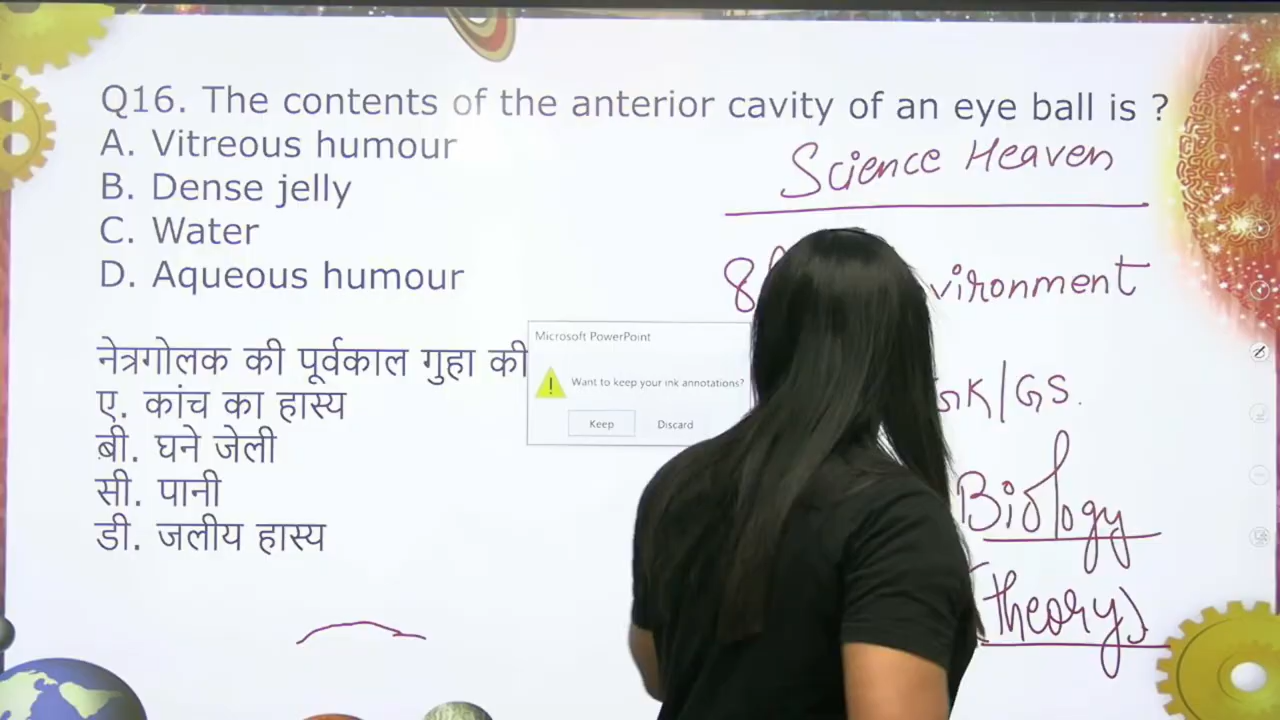 Q16. The contents of the anterior cavity of an eye ball is ?
A. Vitreous humour
B. Dense jelly
C. Water
D. Aqueous humour
Science Heaven
नेत्रगोलक की पूर्वकाल गुहा की
ए. कांच का हास्य
बी. घने जेली
सी. पानी
डी. जलीय हास्य
Microsoft PowerPoint
Want to keep your ink annotations?
Keep Discard
GS.
Biology
(theory)